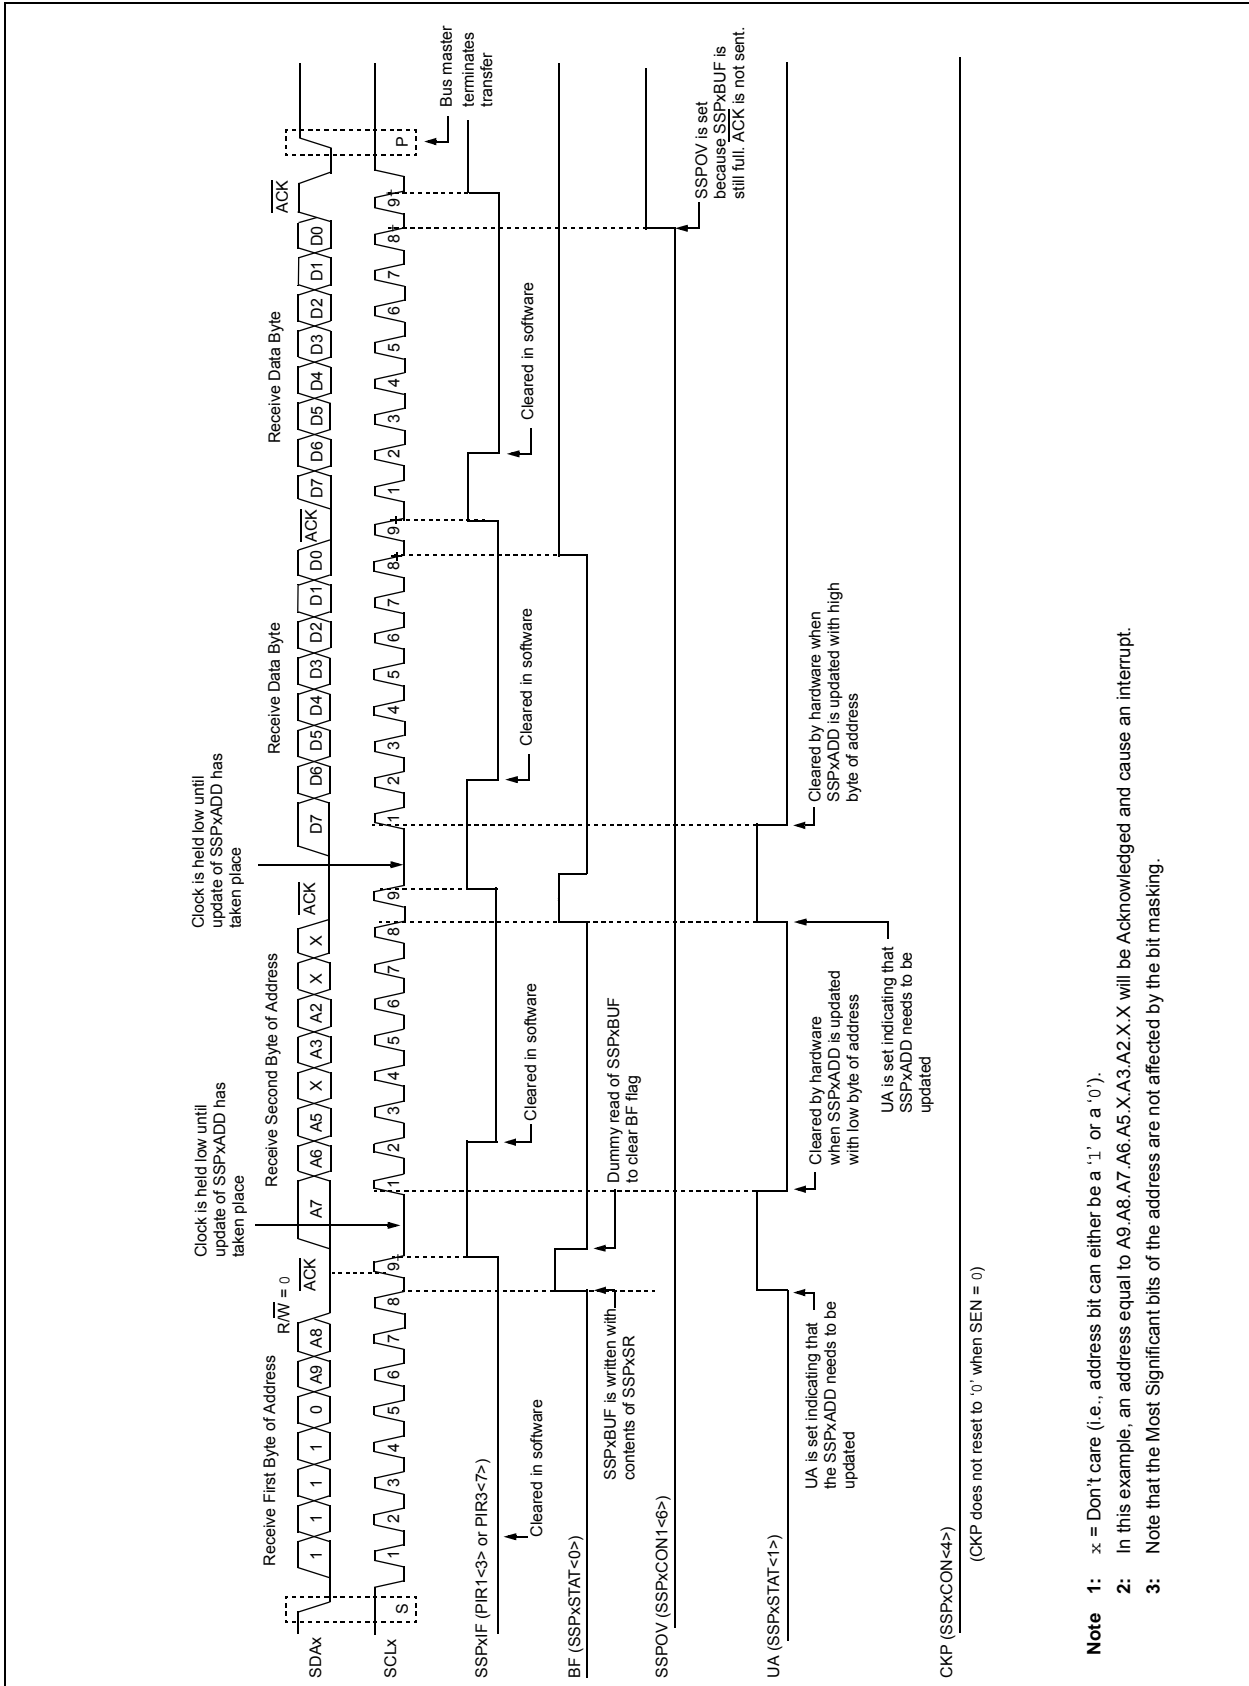 Receive First Byte of Address
R/W = 0
ACK
Clock is held low until
update of SSPxADD has
taken place
Receive Second Byte of Address
ACK
Clock is held low until
update of SSPxADD has
taken place
Receive Data Byte
ACK
Receive Data Byte
ACK
SDAx
1 1 1 1 0 A9 A8 A7 A6 A5 X A3 A2 X X D7 D6 D5 D4 D3 D2 D1 D0 D7 D6 D5 D4 D3 D2 D1 D0
SCLx
S 1 2 3 4 5 6 7 8 9 1 2 3 4 5 6 7 8 9 1 2 3 4 5 6 7 8 9 1 2 3 4 5 6 7 8 9 P
Bus master
terminates
transfer
SSPxIF (PIR1<3> or PIR3<7>)
Cleared in software
Cleared in software
Cleared in software
Cleared in software
BF (SSPxSTAT<0>)
SSPxBUF is written with
contents of SSPxSR
Dummy read of SSPxBUF
to clear BF flag
SSPOV (SSPxCON1<6>)
SSPOV is set
because SSPxBUF is
still full. ACK is not sent.
UA (SSPxSTAT<1>)
UA is set indicating that
the SSPxADD needs to be
updated
Cleared by hardware
when SSPxADD is updated
with low byte of address
UA is set indicating that
SSPxADD needs to be
updated
Cleared by hardware when
SSPxADD is updated with high
byte of address
CKP (SSPxCON<4>)
(CKP does not reset to ‘0’ when SEN = 0)
Note 1: x = Don’t care (i.e., address bit can either be a ‘1’ or a ‘0’).
2: In this example, an address equal to A9.A8.A7.A6.A5.X.A3.A2.X.X will be Acknowledged and cause an interrupt.
3: Note that the Most Significant bits of the address are not affected by the bit masking.